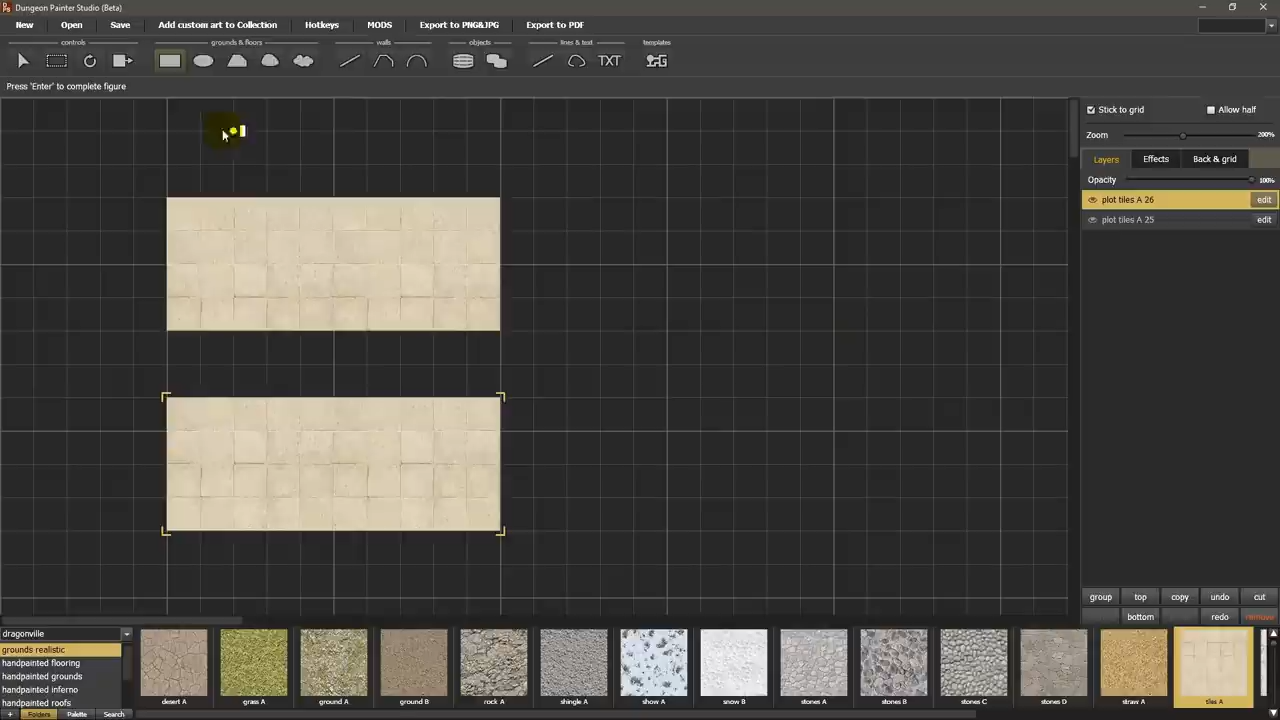 Dungeon Painter Studio (Beta)
New Open Save Add custom art to Collection Hotkeys MODS Export to PNG&JPG Export to PDF
controls grounds & floors walls objects lines & text templates
TXT
Press 'Enter' to complete figure
Stick to grid Allow half
Zoom 200%
Layers Effects Back & grid
Opacity 100%
plot tiles A 26 edit
plot tiles A 25 edit
group top copy undo cut
bottom redo remove
dragonville
grounds realistic
handpainted flooring
handpainted grounds
handpainted inferno
handpainted roofs
desert A grass A ground A ground B rock A shingle A show A snow B stones A stones B stones C stones D straw A tiles A
+ Folders Palette Search